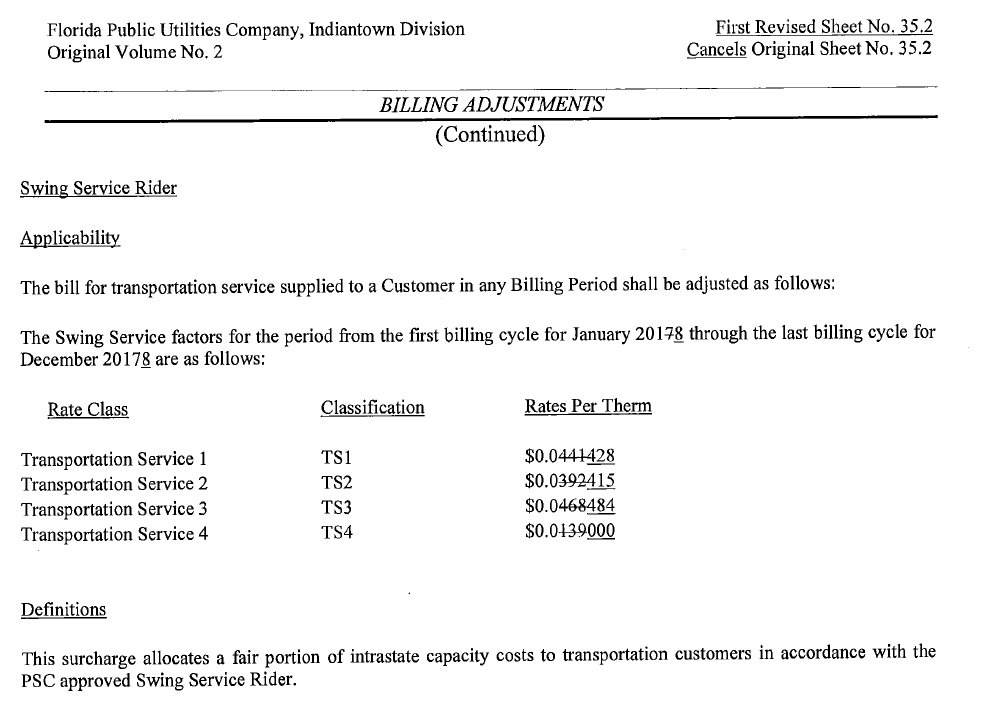 Florida Public Utilities Company, Indiantown Division
First Revised Sheet No. 35.2
Original Volume No. 2
Cancels Original Sheet No. 35.2
BILLING ADJUSTMENTS
(Continued)
Swing Service Rider
Applicability
The bill for transportation service supplied to a Customer in any Billing Period shall be adjusted as follows:
The Swing Service factors for the period from the first billing cycle for January 20178 through the last billing cycle for
December 20178 are as follows:
Rate Class Classification Rates Per Therm
Transportation Service 1 TS1 $0.0441428
Transportation Service 2 TS2 $0.0392415
Transportation Service 3 TS3 $0.0468484
Transportation Service 4 TS4 $0.0139000
Definitions
This surcharge allocates a fair portion of intrastate capacity costs to transportation customers in accordance with the
PSC approved Swing Service Rider.